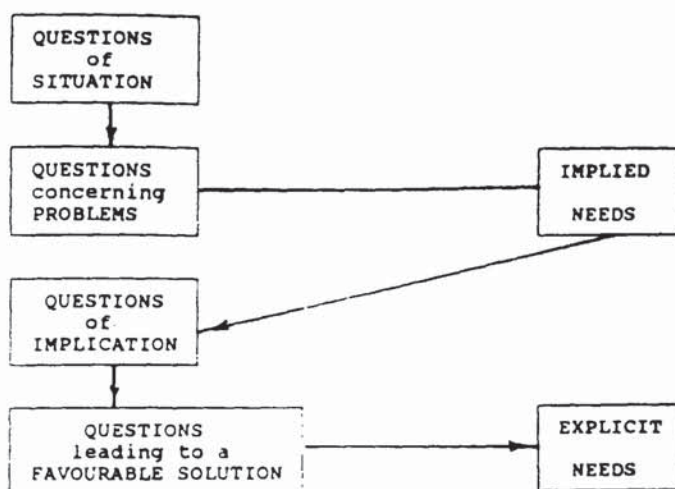 QUESTIONS
of
SITUATION
QUESTIONS
concerning
PROBLEMS
IMPLIED
NEEDS
QUESTIONS
of
IMPLICATION
QUESTIONS
leading to a
FAVOURABLE SOLUTION
EXPLICIT
NEEDS